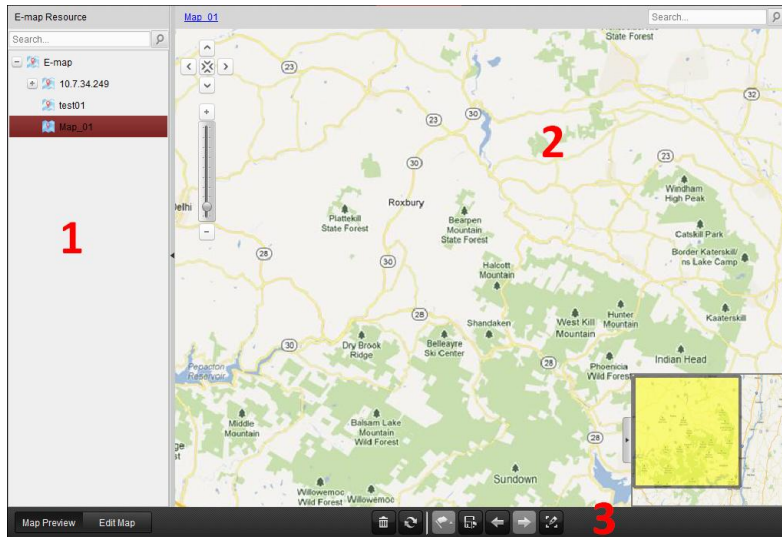 E-map Resource
Search...
E-map
10.7.34.249
test01
Map_01
1
Map_01
Search...
State Forest
23
32
30
23
23
2
30
Windham
High Peak
elhi
Roxbury
Plattekill
State Forest
Bearpen
Mountain
State Forest
Catskill Park
28
30
Border Katerskill/
ns Lake Camp
Halcott
Mountain
28
Shandaken
West Kill
Mountain
Hunter
Mountain
Kaaterskill
30
Dry Brook
Ridge
Belleayre
Ski Center
28
Phoenicia
Wild Forest
Indian Head
Pepacton
Reservoir
Middle
Mountain
Balsam Lake
Mountain
Wild Forest
28
ge
st
Sundown
Willowemoc
Wild Forest
Willowemoc
Map Preview
Edit Map
3